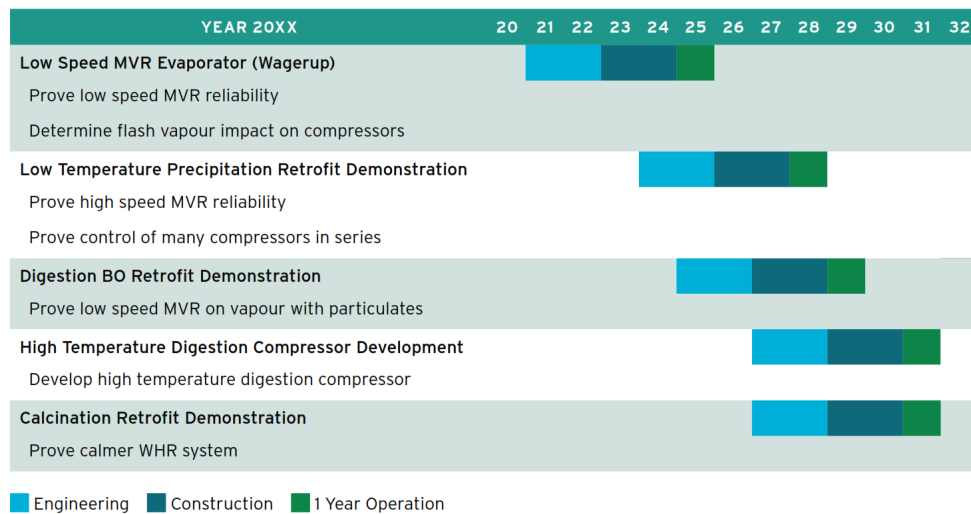 YEAR 20XX 20 21 22 23 24 25 26 27 28 29 30 31 32
Low Speed MVR Evaporator (Wagerup)
Prove low speed MVR reliability
Determine flash vapour impact on compressors
Low Temperature Precipitation Retrofit Demonstration
Prove high speed MVR reliability
Prove control of many compressors in series
Digestion BO Retrofit Demonstration
Prove low speed MVR on vapour with particulates
High Temperature Digestion Compressor Development
Develop high temperature digestion compressor
Calcination Retrofit Demonstration
Prove calmer WHR system
Engineering Construction 1 Year Operation